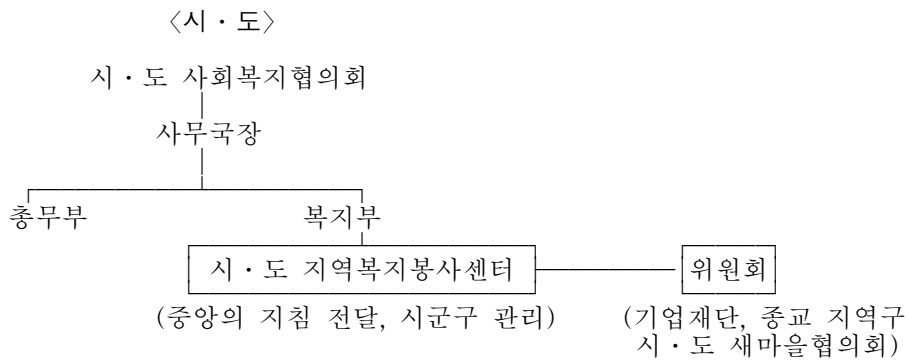 〈시·도〉
시·도 사회복지협의회
사무국장
총무부 복지부
시·도 지역복지봉사센터 위원회
(중앙의 지침 전달, 시군구 관리) (기업재단, 종교 지역구
시·도 새마을협의회)